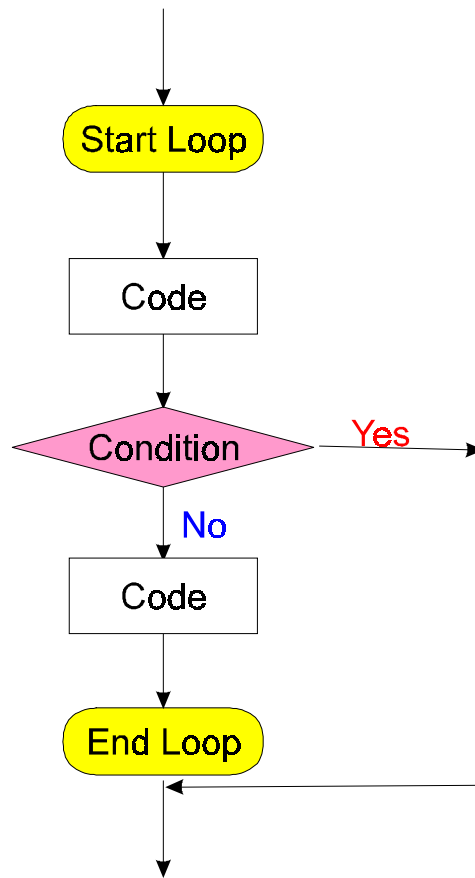 Start Loop
Code
Condition
Yes
No
Code
End Loop